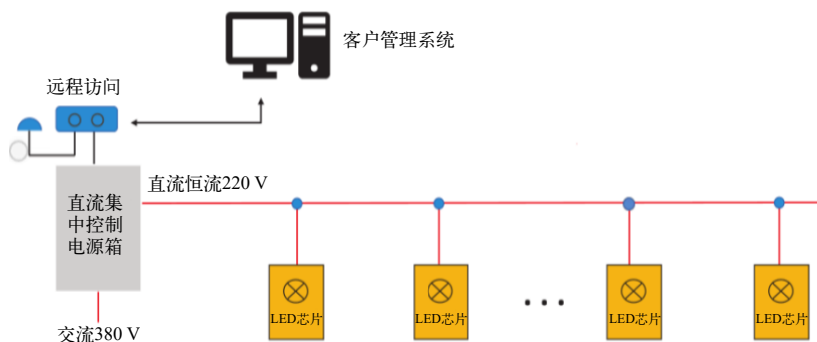 客户管理系统
远程访问
直流恒流220 V
直流集
中控制
电源箱
LED芯片
LED芯片
LED芯片
LED芯片
交流380 V